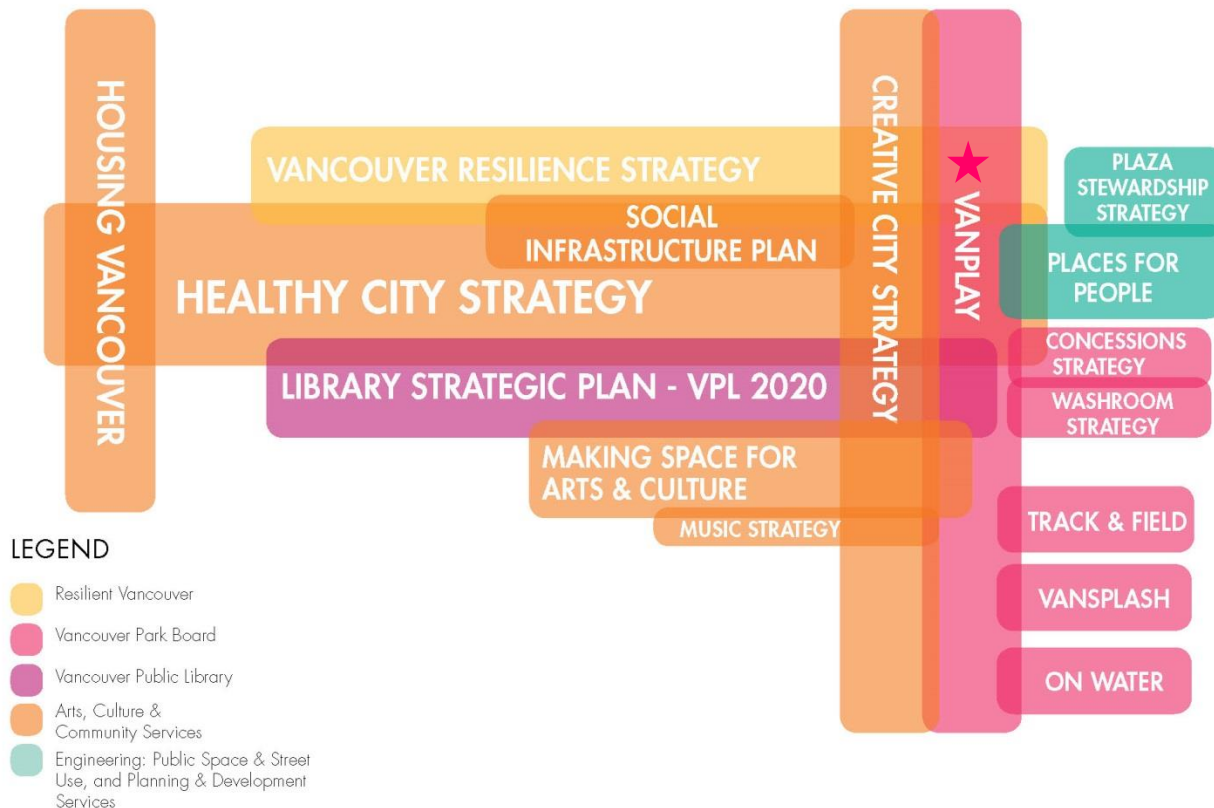 HOUSING VANCOUVER
VANCOUVER RESILIENCE STRATEGY
SOCIAL
INFRASTRUCTURE PLAN
HEALTHY CITY STRATEGY
LIBRARY STRATEGIC PLAN - VPL 2020
MAKING SPACE FOR
ARTS & CULTURE
MUSIC STRATEGY
CREATIVE CITY STRATEGY
VANPLAY
PLAZA
STEWARDSHIP
STRATEGY
PLACES FOR
PEOPLE
CONCESSIONS
STRATEGY
WASHROOM
STRATEGY
TRACK & FIELD
VANSPLASH
ON WATER
LEGEND
Resilient Vancouver
Vancouver Park Board
Vancouver Public Library
Arts, Culture &
Community Services
Engineering: Public Space & Street
Use, and Planning & Development
Services